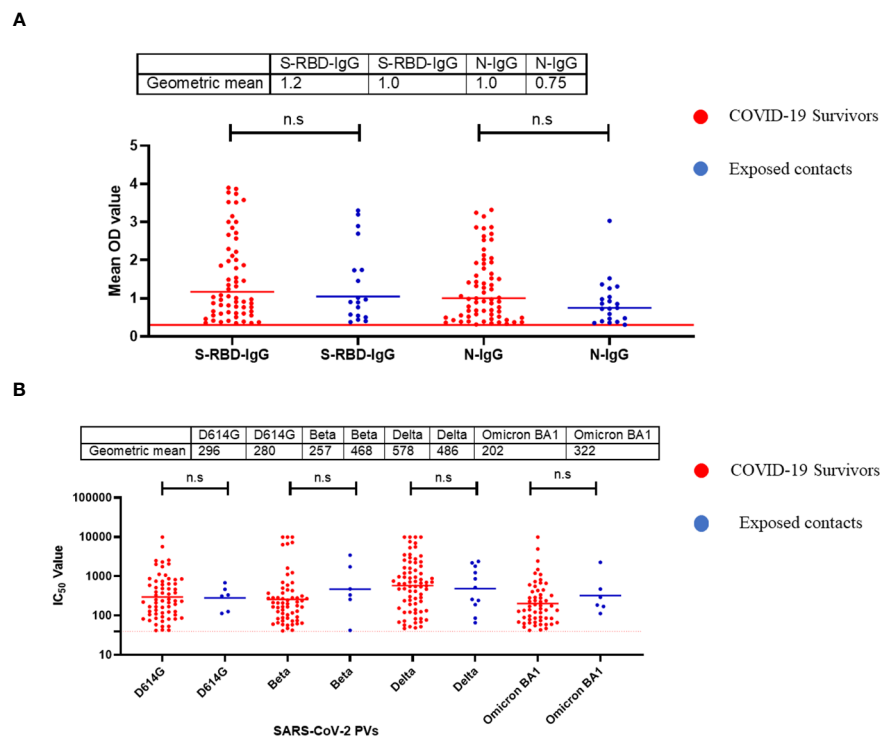 A
S-RBD-IgG S-RBD-IgG N-IgG N-IgG
Geometric mean 1.2 1.0 1.0 0.75
n.s n.s
COVID-19 Survivors
Exposed contacts
Mean OD value
5
4
3
2
1
0
S-RBD-IgG S-RBD-IgG N-IgG N-IgG
B
D614G D614G Beta Beta Delta Delta Omicron BA1 Omicron BA1
Geometric mean 296 280 257 468 578 486 202 322
n.s n.s n.s n.s
COVID-19 Survivors
Exposed contacts
IC50 Value
100000
10000
1000
100
10
D614G D614G Beta Beta Delta Delta Omicron BA1 Omicron BA1
SARS-CoV-2 PVs